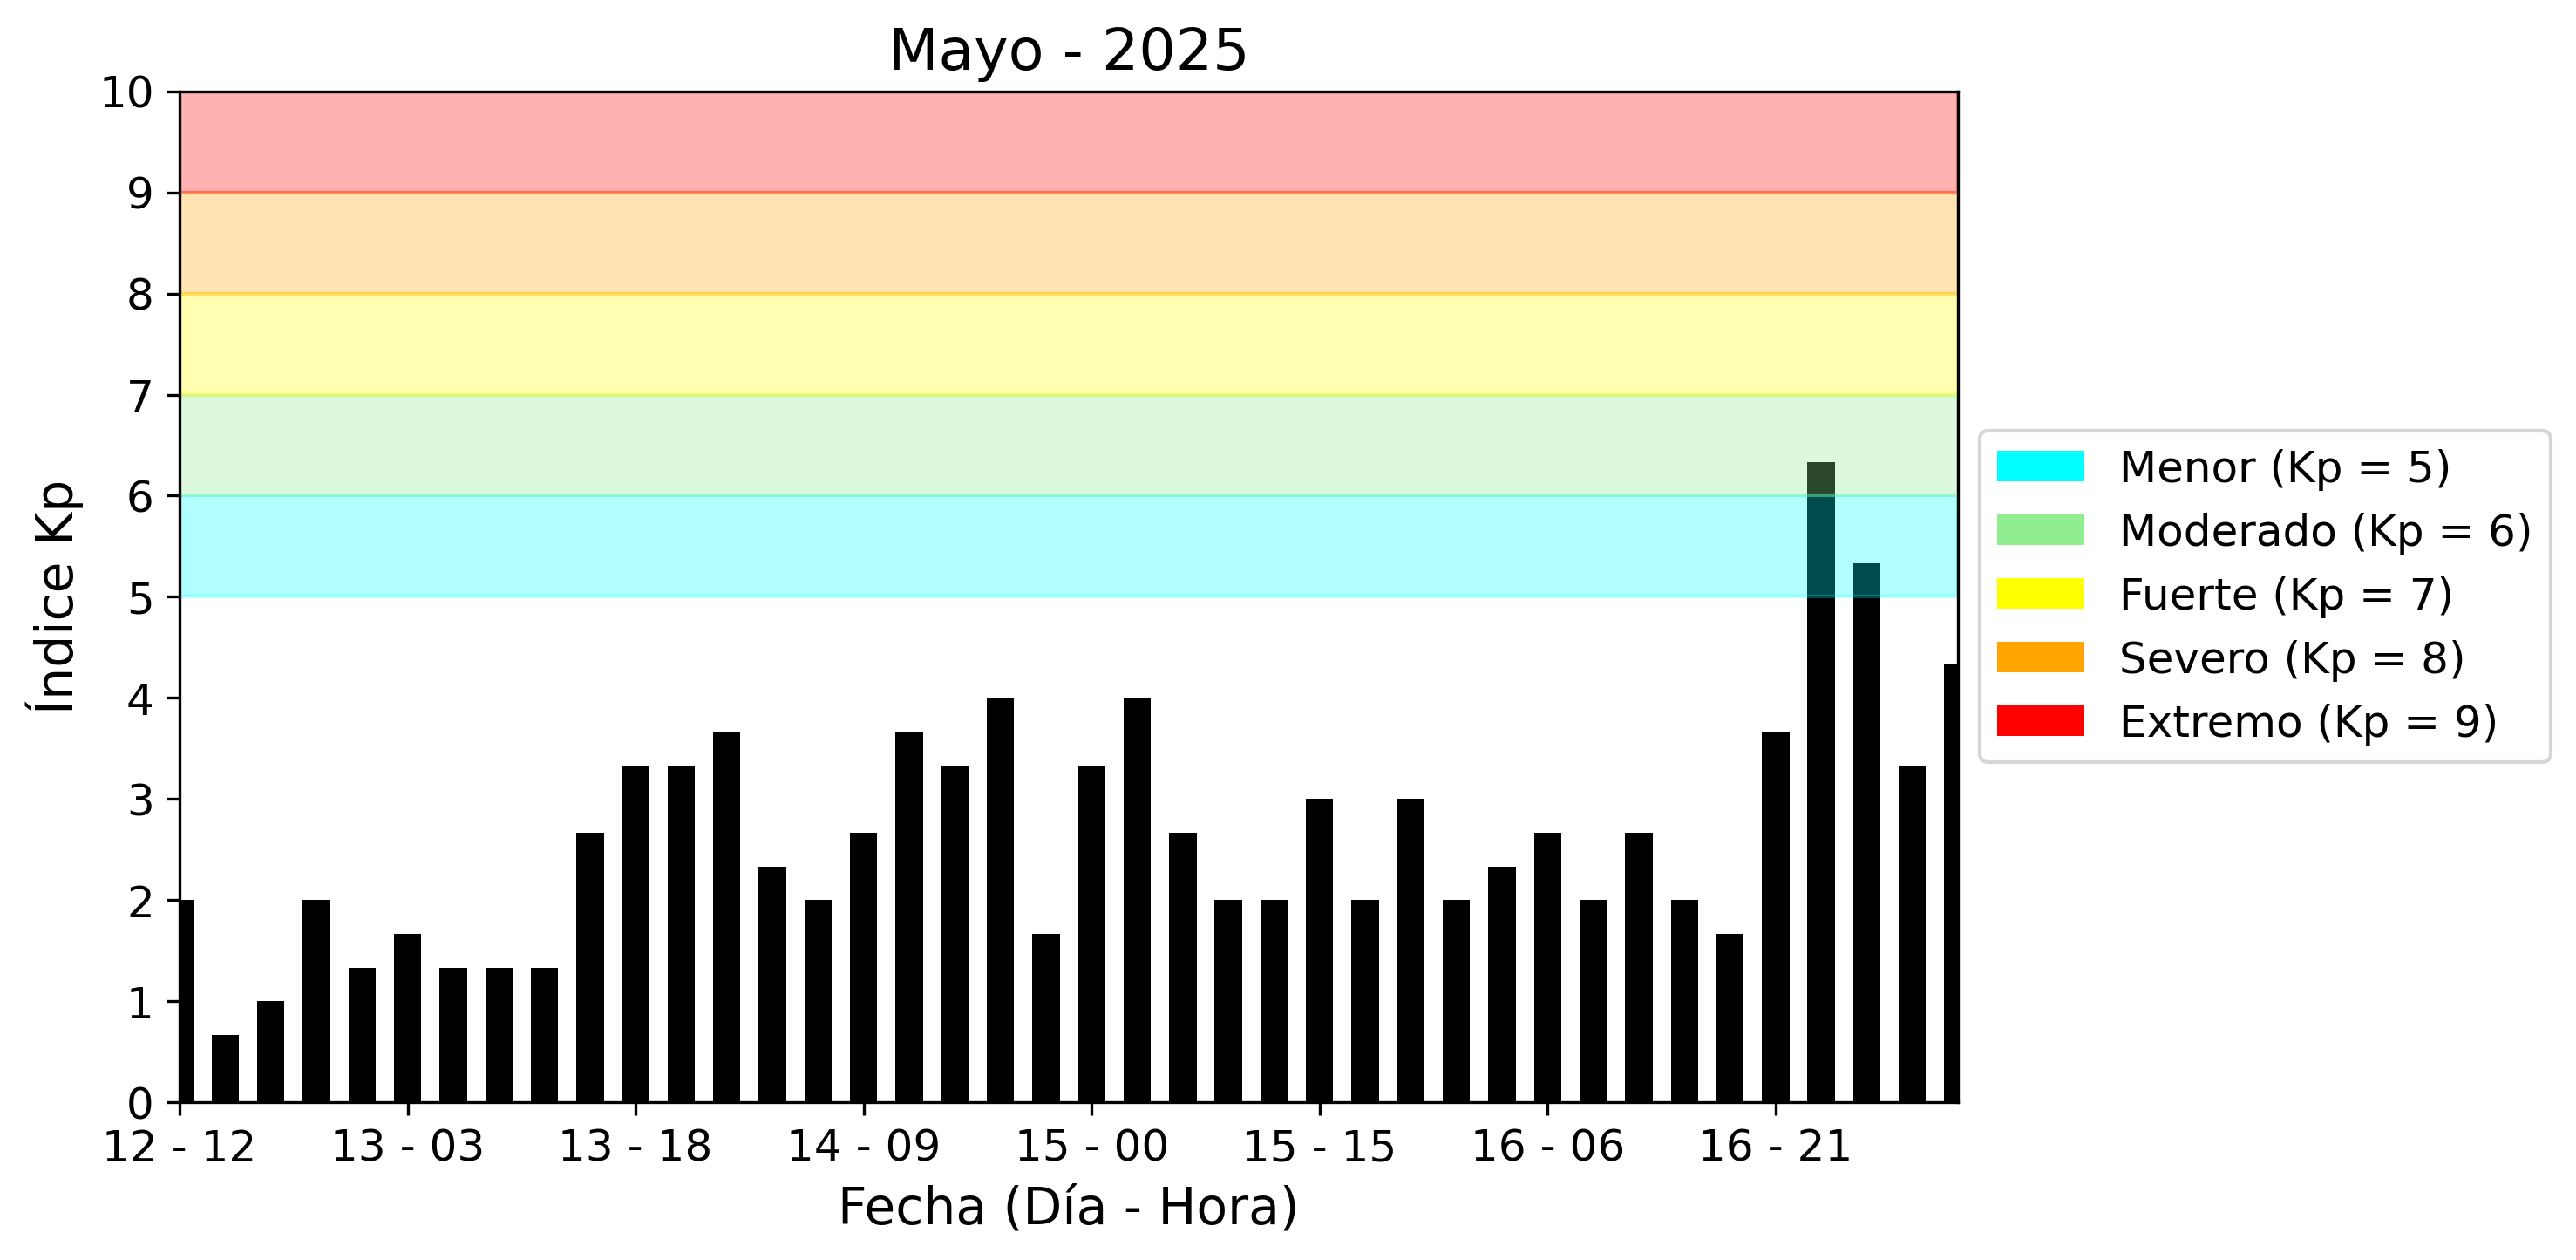 Mayo - 2025
10
9
8
7
6
5
4
3
2
1
0
Índice Kp
12 - 12
13 - 03
13 - 18
14 - 09
15 - 00
15 - 15
16 - 06
16 - 21
Fecha (Día - Hora)
Menor (Kp = 5)
Moderado (Kp = 6)
Fuerte (Kp = 7)
Severo (Kp = 8)
Extremo (Kp = 9)